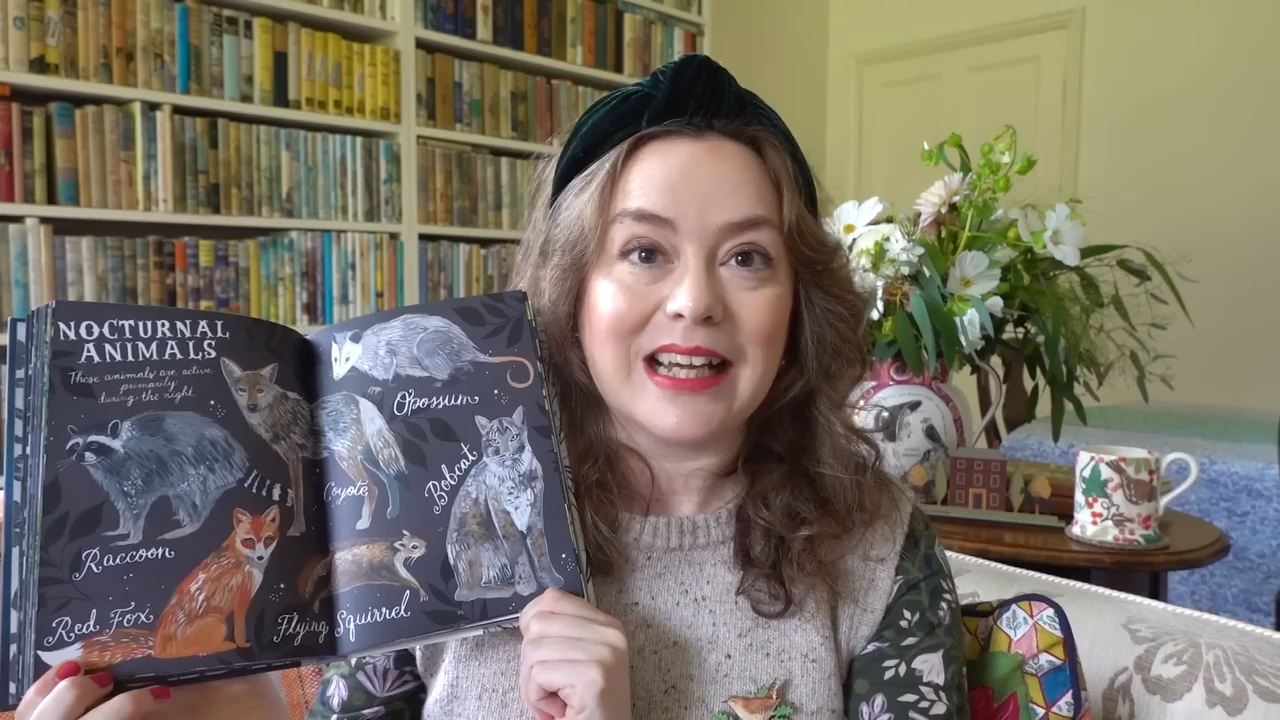 NOCTURNAL
ANIMALS
These animals are active
primarily
during the night.
Opossum
Coyote
Bobcat
Raccoon
Red Fox
Flying Squirrel